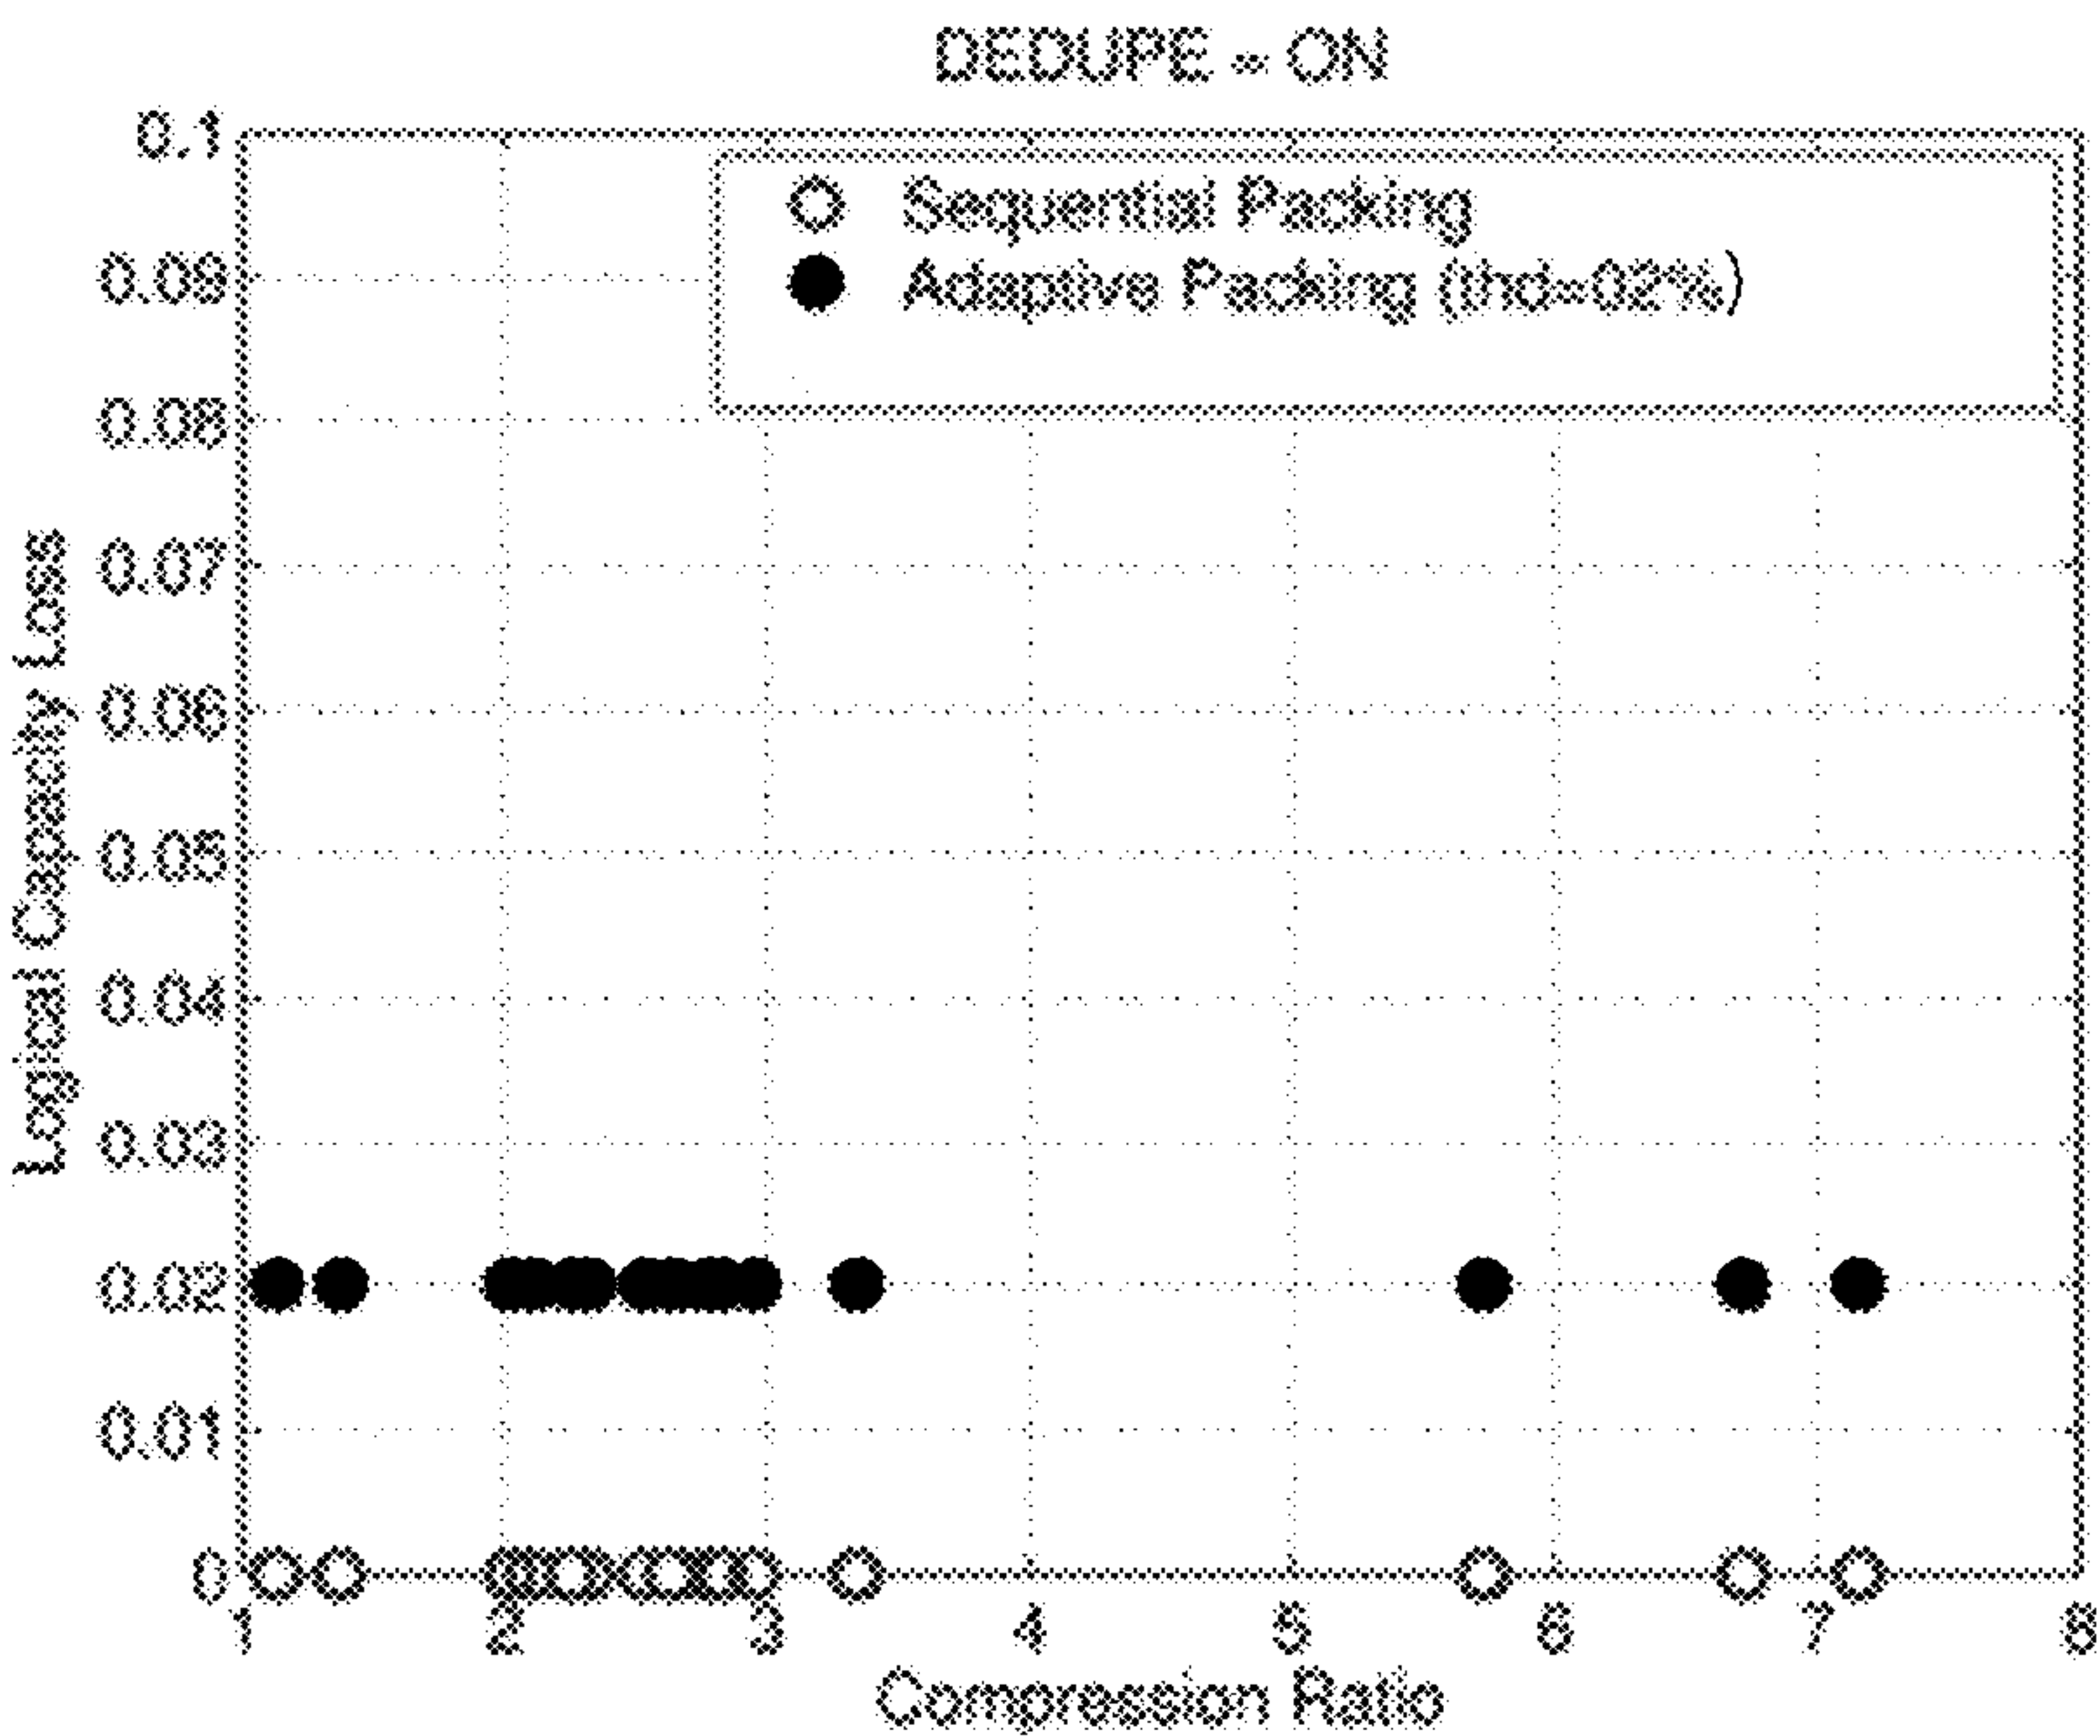 DEDUPE = ON
0.1
0.09
0.08
0.07
0.06
0.05
0.04
0.03
0.02
0.01
0
Logical Capacity Loss
Sequential Packing
Adaptive Packing (thd=02%)
1 2 3 4 5 6 7 8
Compression Ratio